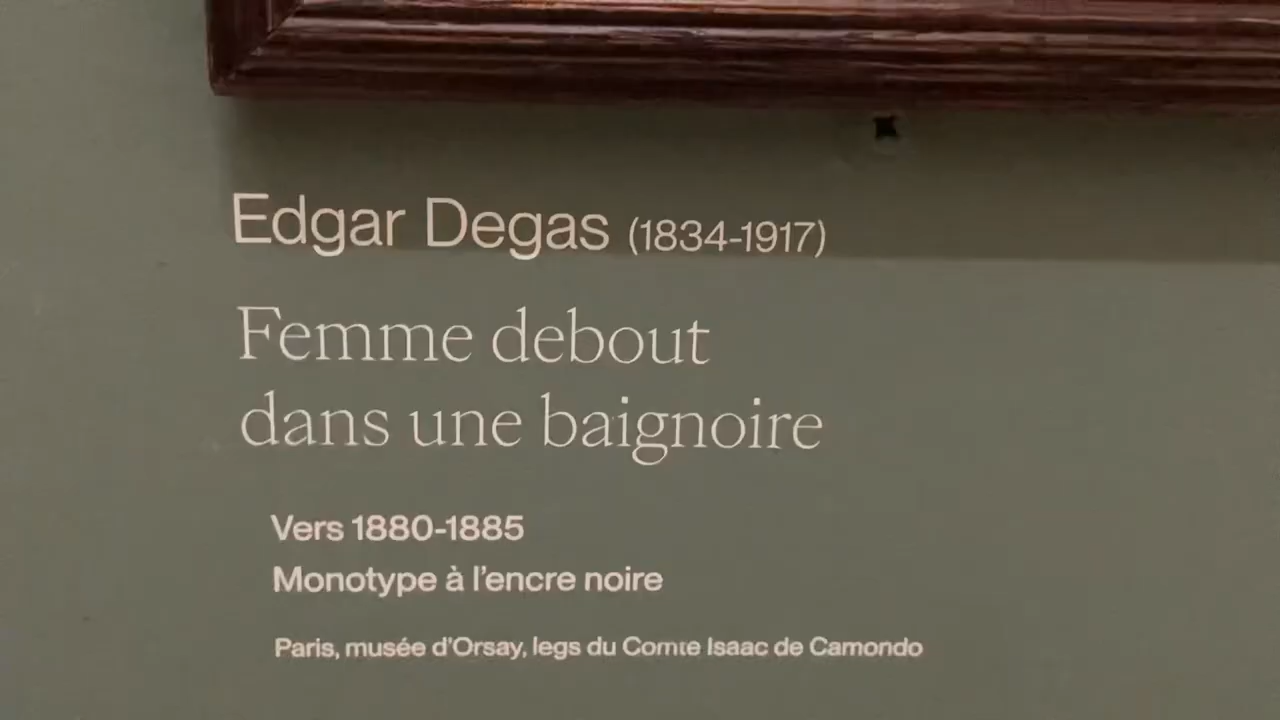 Edgar Degas (1834-1917)
Femme debout
dans une baignoire
Vers 1880-1885
Monotype à l'encre noire
Paris, musée d'Orsay, legs du Comte Isaac de Camondo